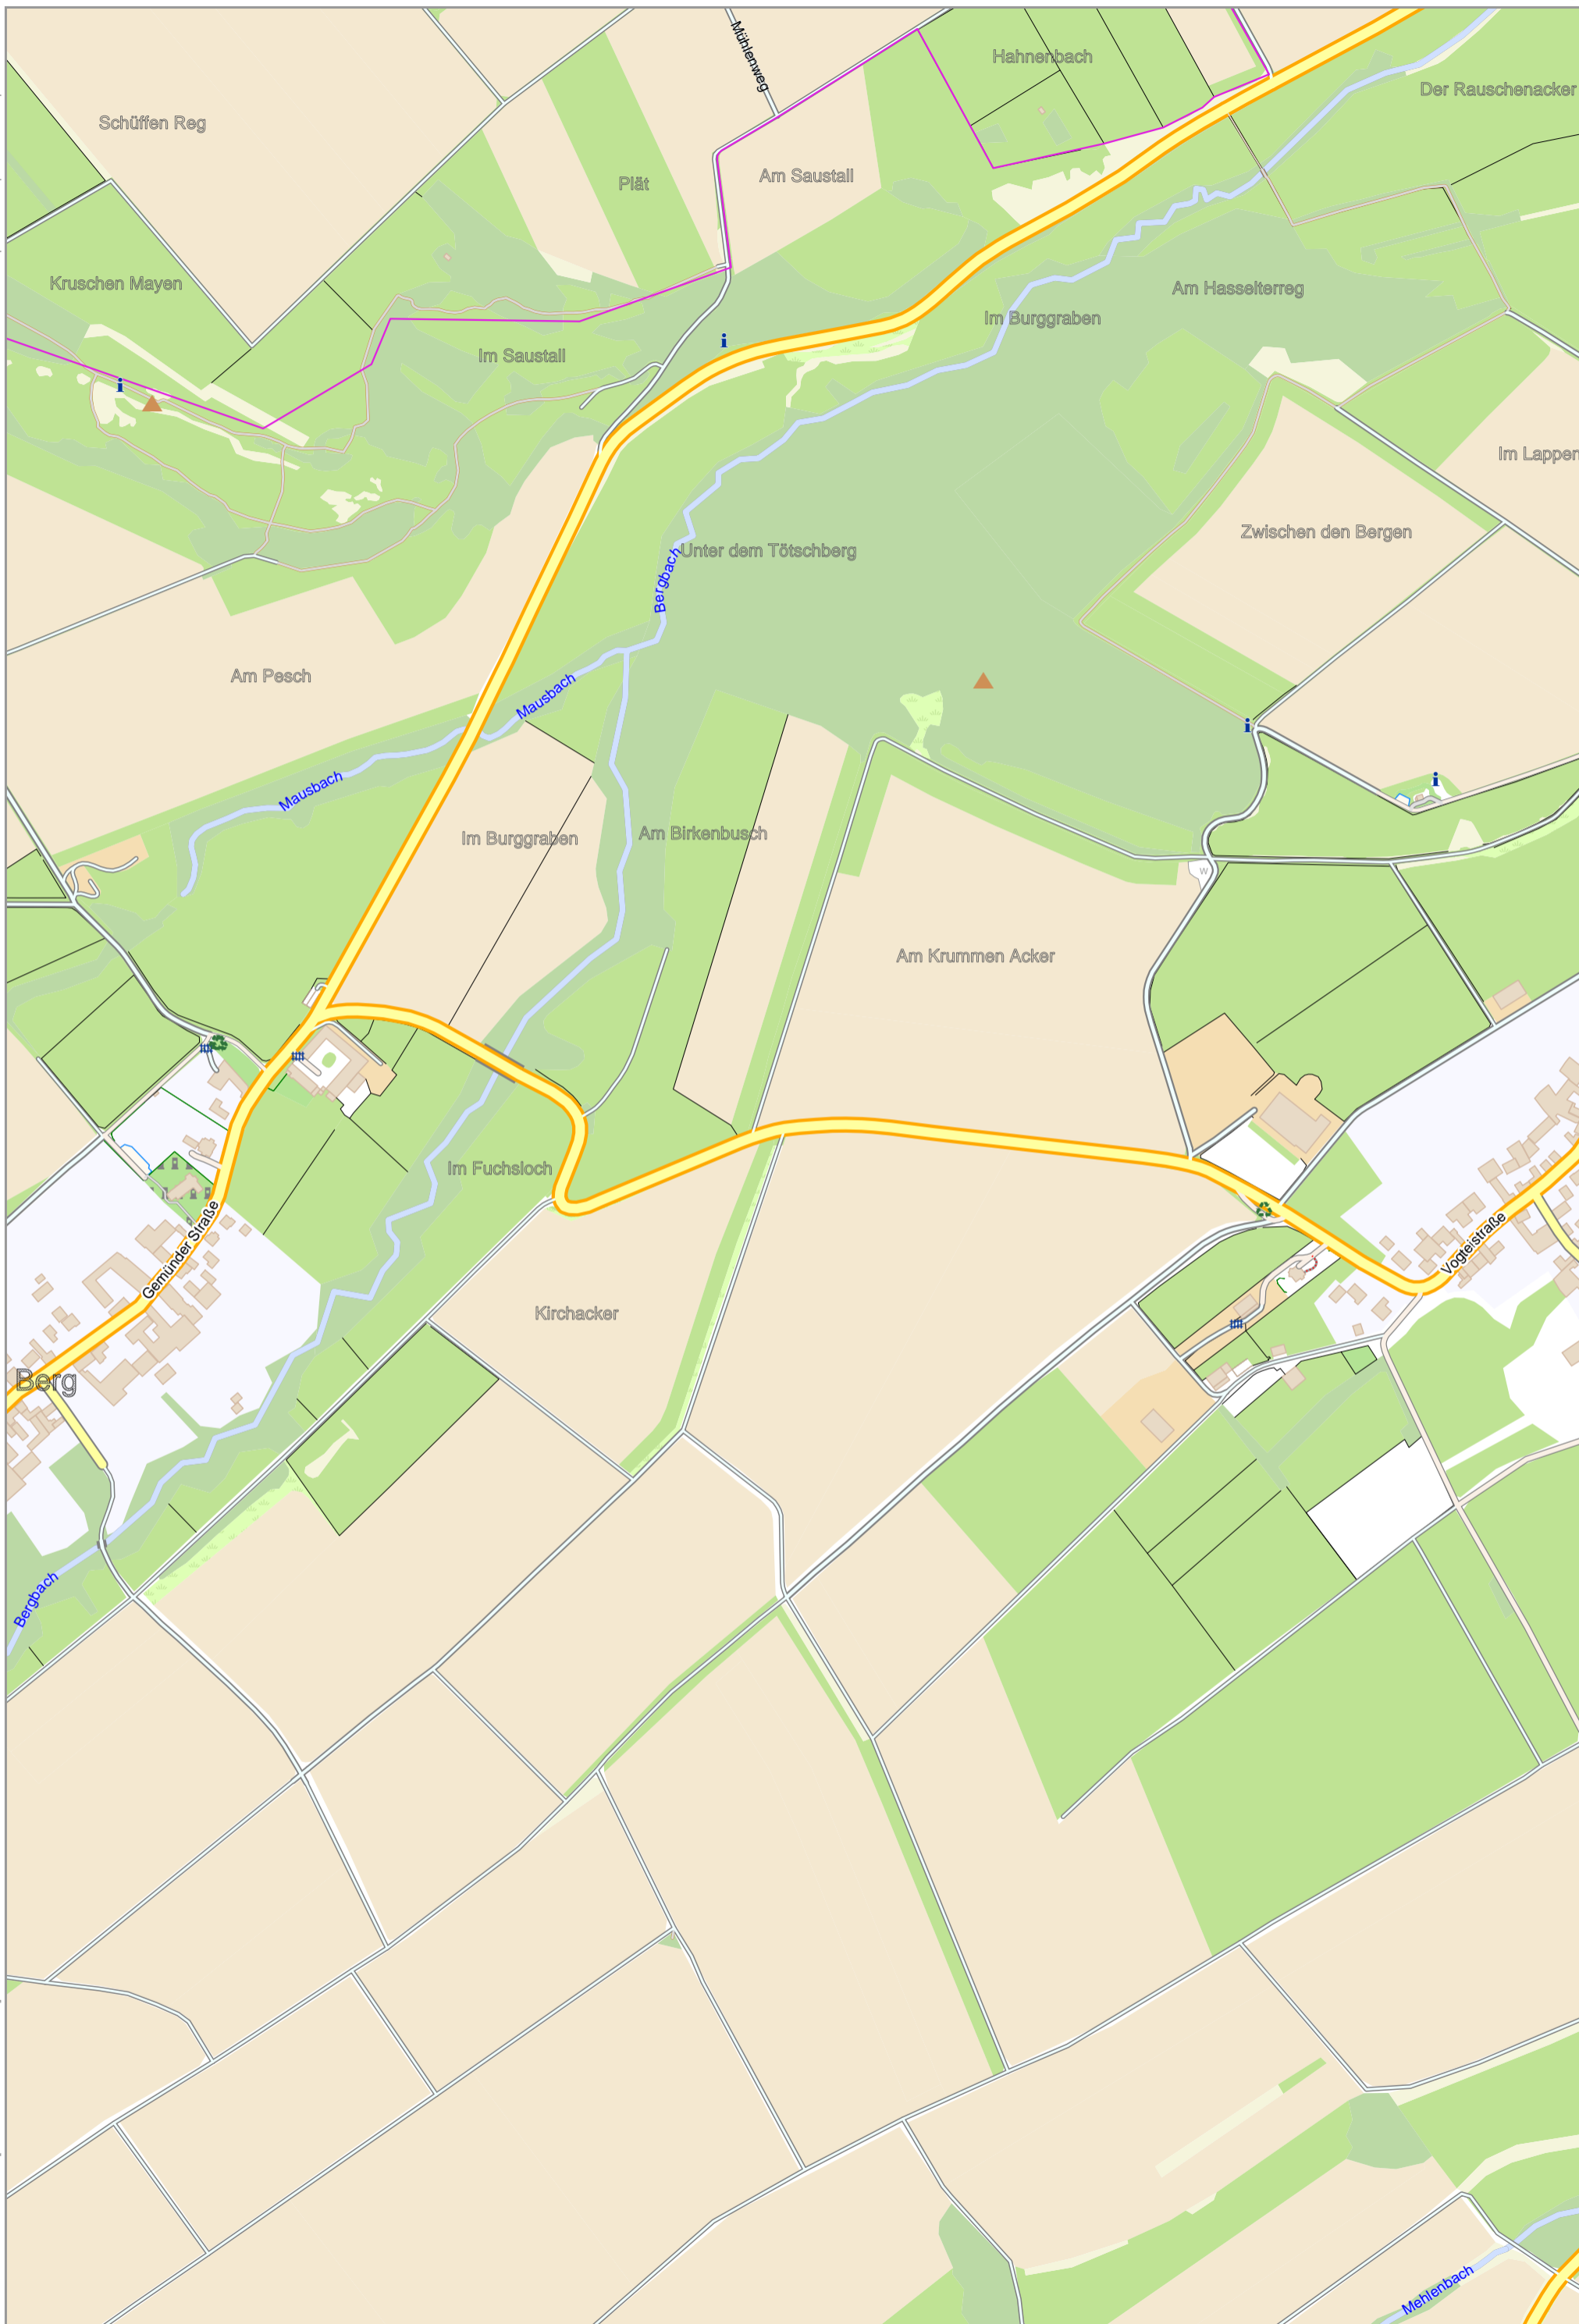 Mühlenweg
Hahnenbach
Der Rauschenacker
Schüffen Reg
Plät
Am Saustall
Kruschen Mayen
Am Hasselterreg
Im Burggraben
i
Im Saustall
i
Im Lappen
Zwischen den Bergen
Unter dem Tötschberg
Bergbach
Am Pesch
Mausbach
i
Mausbach
i
Im Burggraben
Am Birkenbusch
W
Am Krummen Acker
Im Fuchsloch
Gemünder Straße
Vogteistraße
Kirchacker
Berg
Bergbach
Mehlenbach